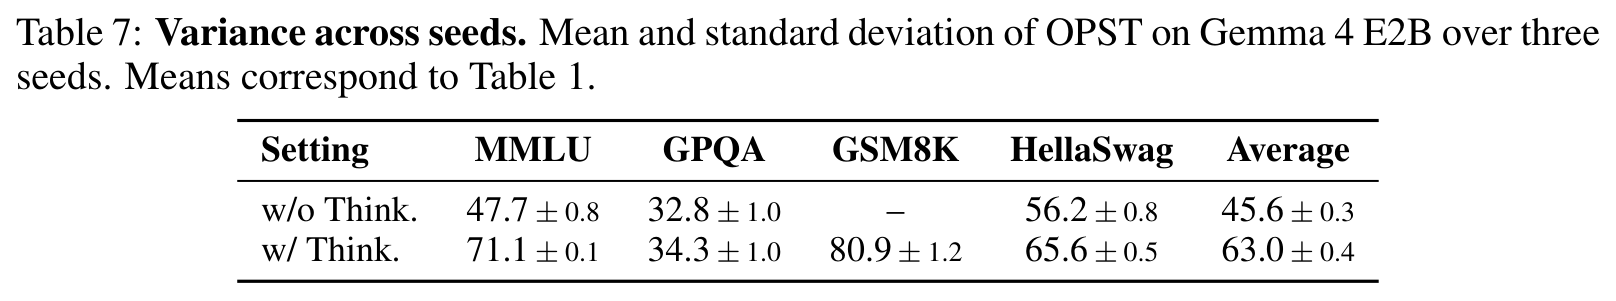 Table 7: Variance across seeds. Mean and standard deviation of OPST on Gemma 4 E2B over three
seeds. Means correspond to Table 1.
Setting MMLU GPQA GSM8K HellaSwag Average
w/o Think. 47.7 ± 0.8 32.8 ± 1.0 – 56.2 ± 0.8 45.6 ± 0.3
w/ Think. 71.1 ± 0.1 34.3 ± 1.0 80.9 ± 1.2 65.6 ± 0.5 63.0 ± 0.4